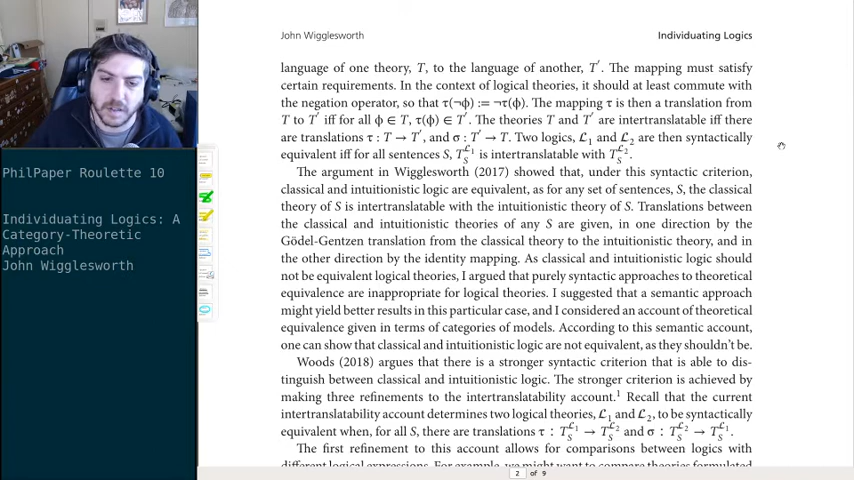 John Wigglesworth
Individuating Logics
language of one theory, T, to the language of another, T′. The mapping must satisfy
certain requirements. In the context of logical theories, it should at least commute with
the negation operator, so that τ(¬ϕ) := ¬τ(ϕ). The mapping τ is then a translation from
T to T′ iff for all ϕ ∈ T, τ(ϕ) ∈ T′. The theories T and T′ are intertranslatable iff there
are translations τ : T → T′, and σ : T′ → T. Two logics, ℒ₁ and ℒ₂ are then syntactically
equivalent iff for all sentences S, T_S^ℒ₁ is intertranslatable with T_S^ℒ₂.
The argument in Wigglesworth (2017) showed that, under this syntactic criterion,
classical and intuitionistic logic are equivalent, as for any set of sentences, S, the classical
theory of S is intertranslatable with the intuitionistic theory of S. Translations between
the classical and intuitionistic theories of any S are given, in one direction by the
Gödel-Gentzen translation from the classical theory to the intuitionistic theory, and in
the other direction by the identity mapping. As classical and intuitionistic logic should
not be equivalent logical theories, I argued that purely syntactic approaches to theoretical
equivalence are inappropriate for logical theories. I suggested that a semantic approach
might yield better results in this particular case, and I considered an account of theoretical
equivalence given in terms of categories of models. According to this semantic account,
one can show that classical and intuitionistic logic are not equivalent, as they shouldn't be.
Woods (2018) argues that there is a stronger syntactic criterion that is able to dis-
tinguish between classical and intuitionistic logic. The stronger criterion is achieved by
making three refinements to the intertranslatability account.¹ Recall that the current
intertranslatability account determines two logical theories, ℒ₁ and ℒ₂, to be syntactically
equivalent when, for all S, there are translations τ : T_S^ℒ₁ → T_S^ℒ₂ and σ : T_S^ℒ₂ → T_S^ℒ₁.
The first refinement to this account allows for comparisons between logics with
different logical expressions. For example, we might want to compare theories formulated
2 of 9
PhilPaper Roulette 10
Individuating Logics: A
Category-Theoretic
Approach
John Wigglesworth